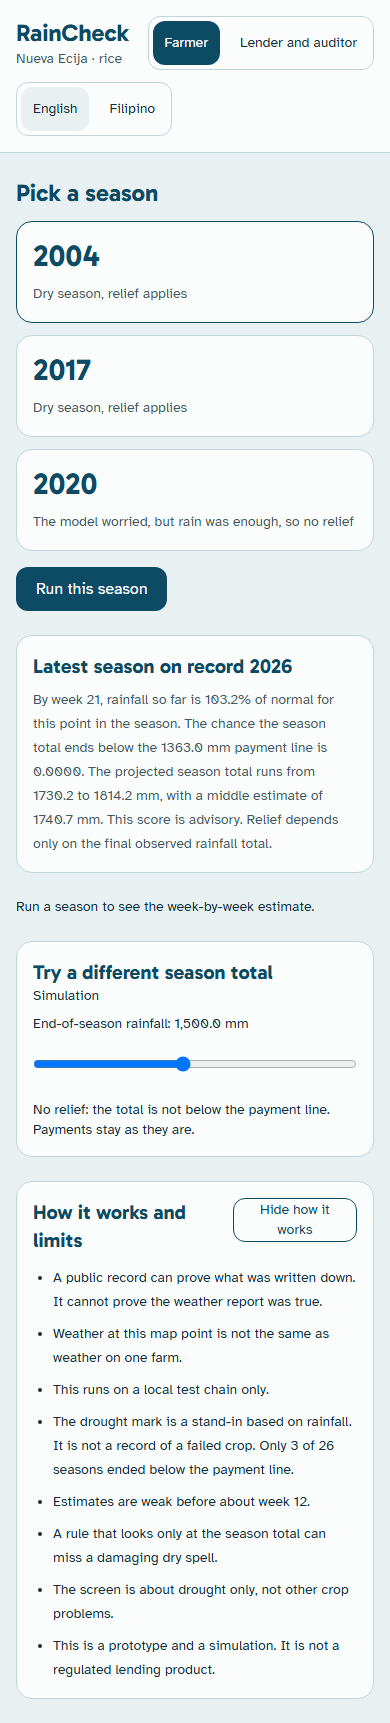 RainCheck
Nueva Ecija · rice
Farmer
Lender and auditor
English
Filipino
Pick a season
2004
Dry season, relief applies
2017
Dry season, relief applies
2020
The model worried, but rain was enough, so no relief
Run this season
Latest season on record 2026
By week 21, rainfall so far is 103.2% of normal for
this point in the season. The chance the season
total ends below the 1363.0 mm payment line is
0.0000. The projected season total runs from
1730.2 to 1814.2 mm, with a middle estimate of
1740.7 mm. This score is advisory. Relief depends
only on the final observed rainfall total.
Run a season to see the week-by-week estimate.
Try a different season total
Simulation
End-of-season rainfall: 1,500.0 mm
No relief: the total is not below the payment line.
Payments stay as they are.
How it works and
limits
Hide how it
works
• A public record can prove what was written down.
It cannot prove the weather report was true.
• Weather at this map point is not the same as
weather on one farm.
• This runs on a local test chain only.
• The drought mark is a stand-in based on rainfall.
It is not a record of a failed crop. Only 3 of 26
seasons ended below the payment line.
• Estimates are weak before about week 12.
• A rule that looks only at the season total can
miss a damaging dry spell.
• The screen is about drought only, not other crop
problems.
• This is a prototype and a simulation. It is not a
regulated lending product.